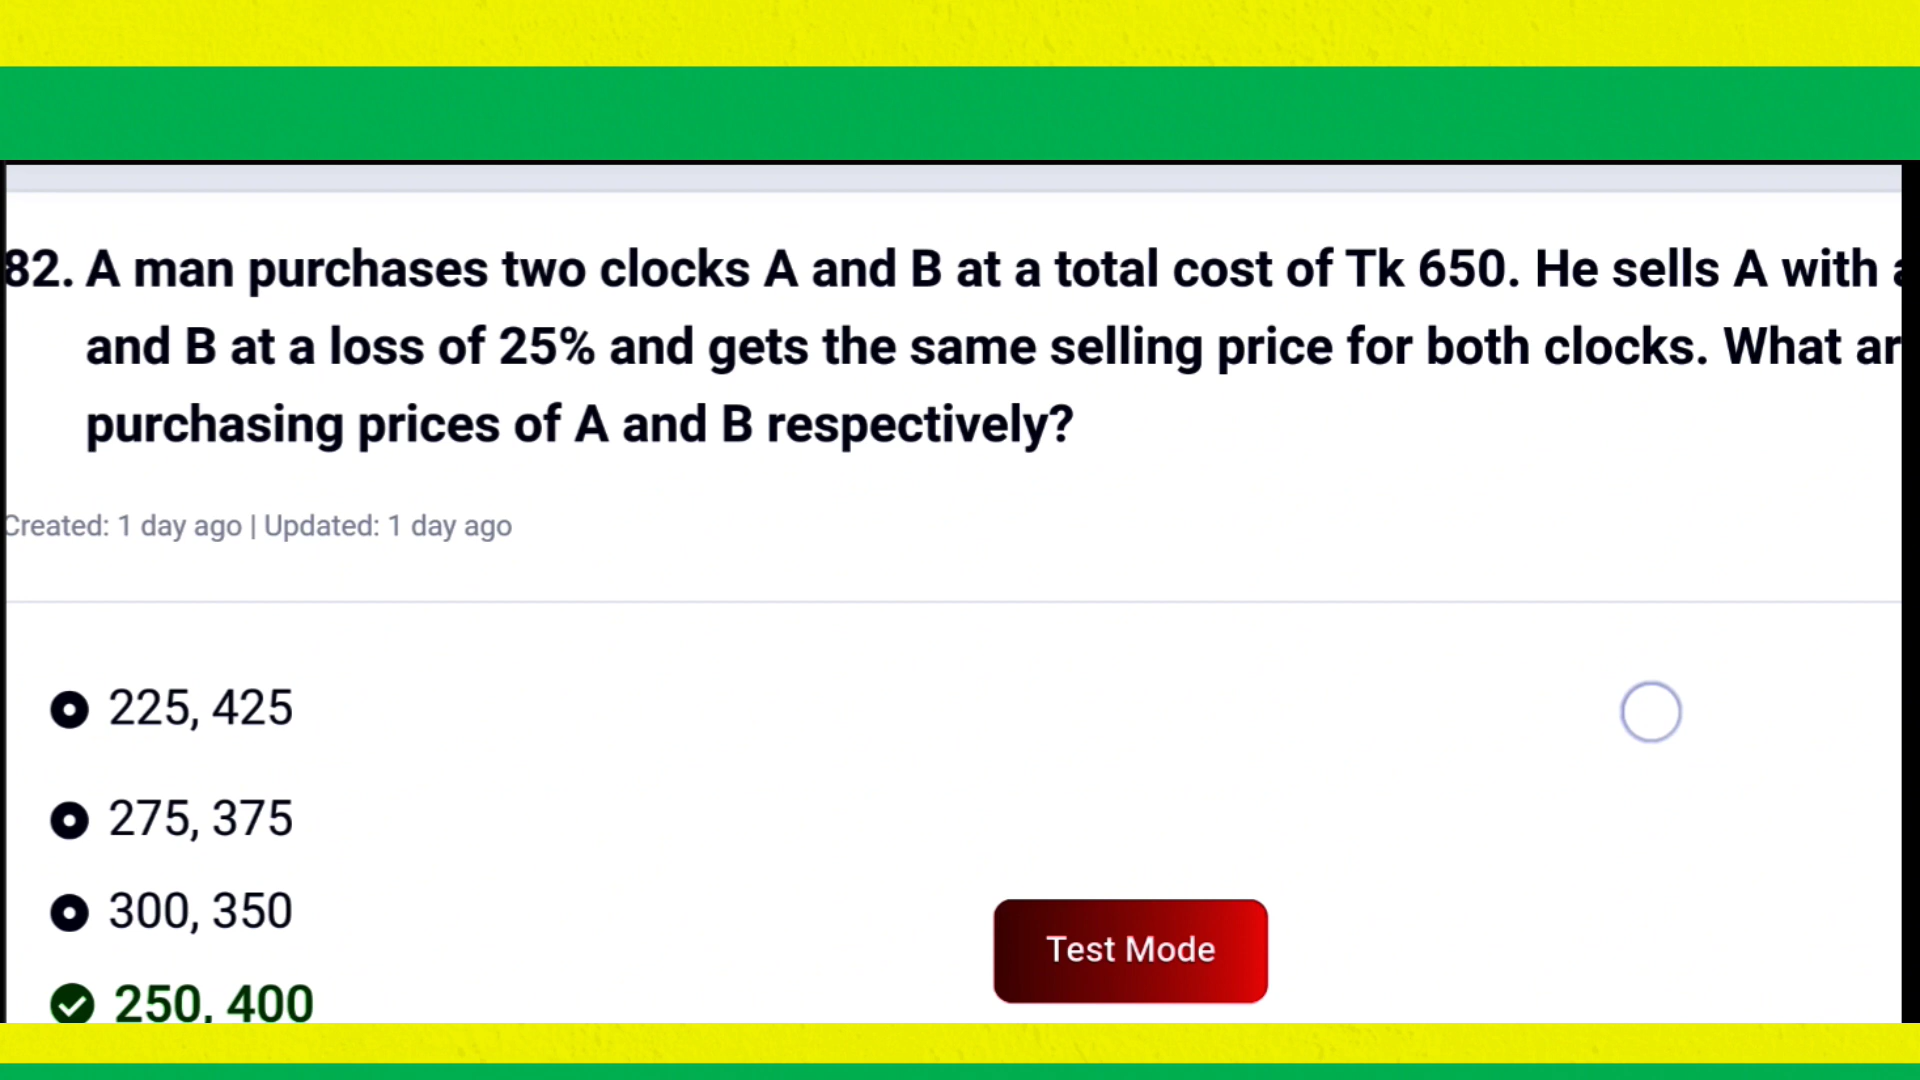 82. A man purchases two clocks A and B at a total cost of Tk 650. He sells A with
and B at a loss of 25% and gets the same selling price for both clocks. What
purchasing prices of A and B respectively?
Created: 1 day ago | Updated: 1 day ago
225, 425
275, 375
300, 350
Test Mode
250, 400